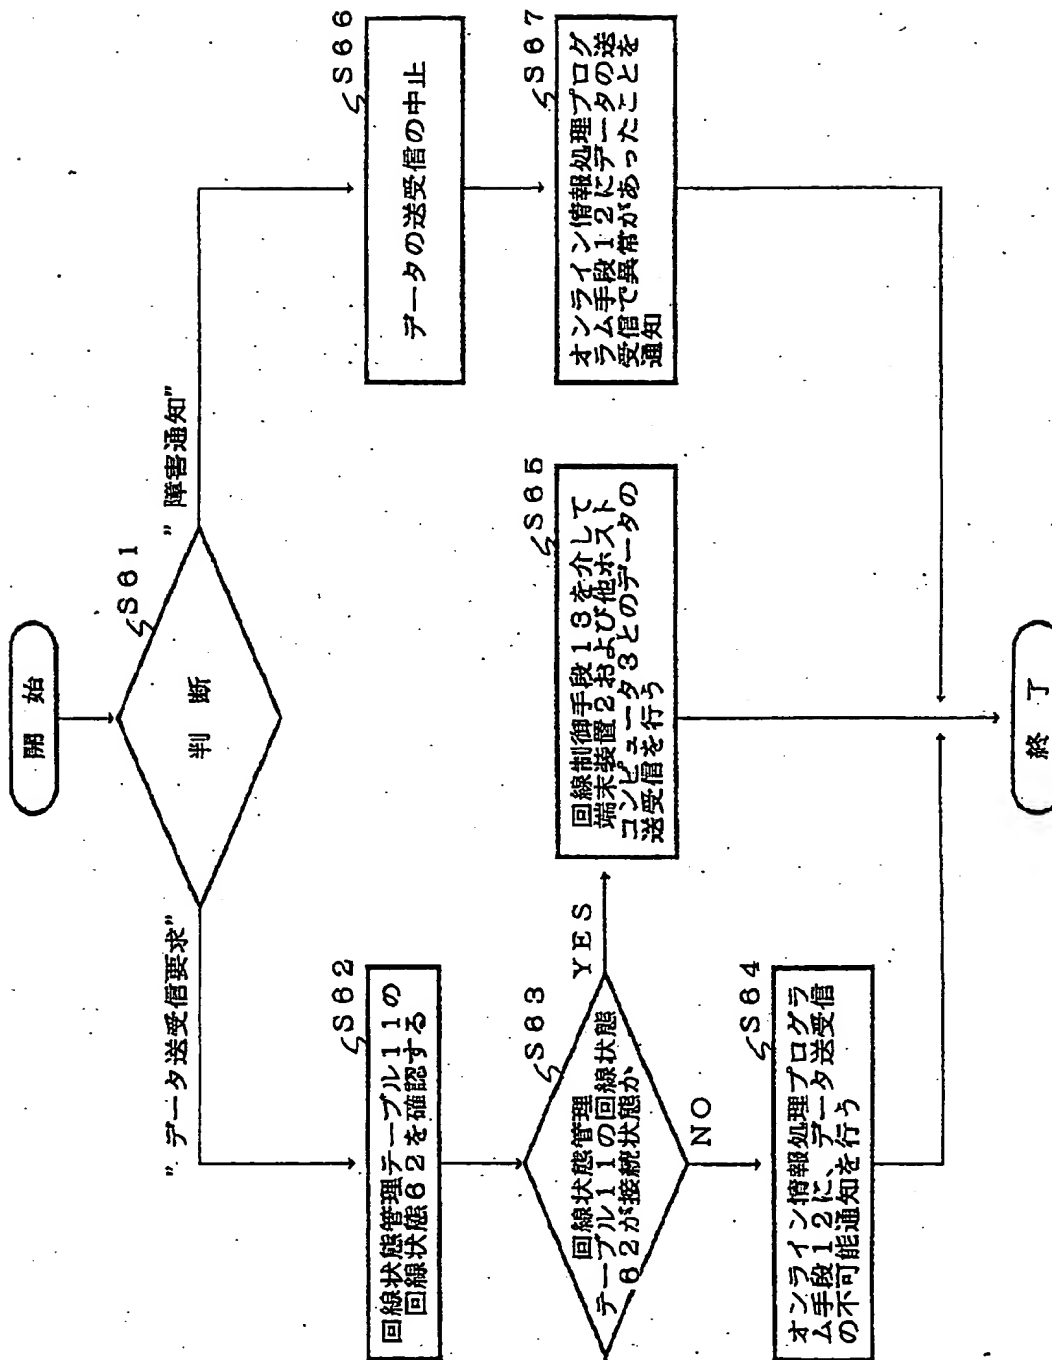 開始
S61
判断
"データ送受信要求"
"障害通知"
S62
回線状態管理テーブル11の
回線状態62を確認する
S63
回線状態管理
テーブル11の回線状態
62が接続状態か
YES
NO
S64
オンライン情報処理プログラ
ム手段12に、データ送受信
の不可能通知を行う
S65
回線制御手段13を介して
端末装置2および他ホスト
コンピュータ3とのデータの
送受信を行う
S66
データの送受信の中止
S67
オンライン情報処理プログ
ラム手段12にデータの送
受信で異常があったことを
通知
終了